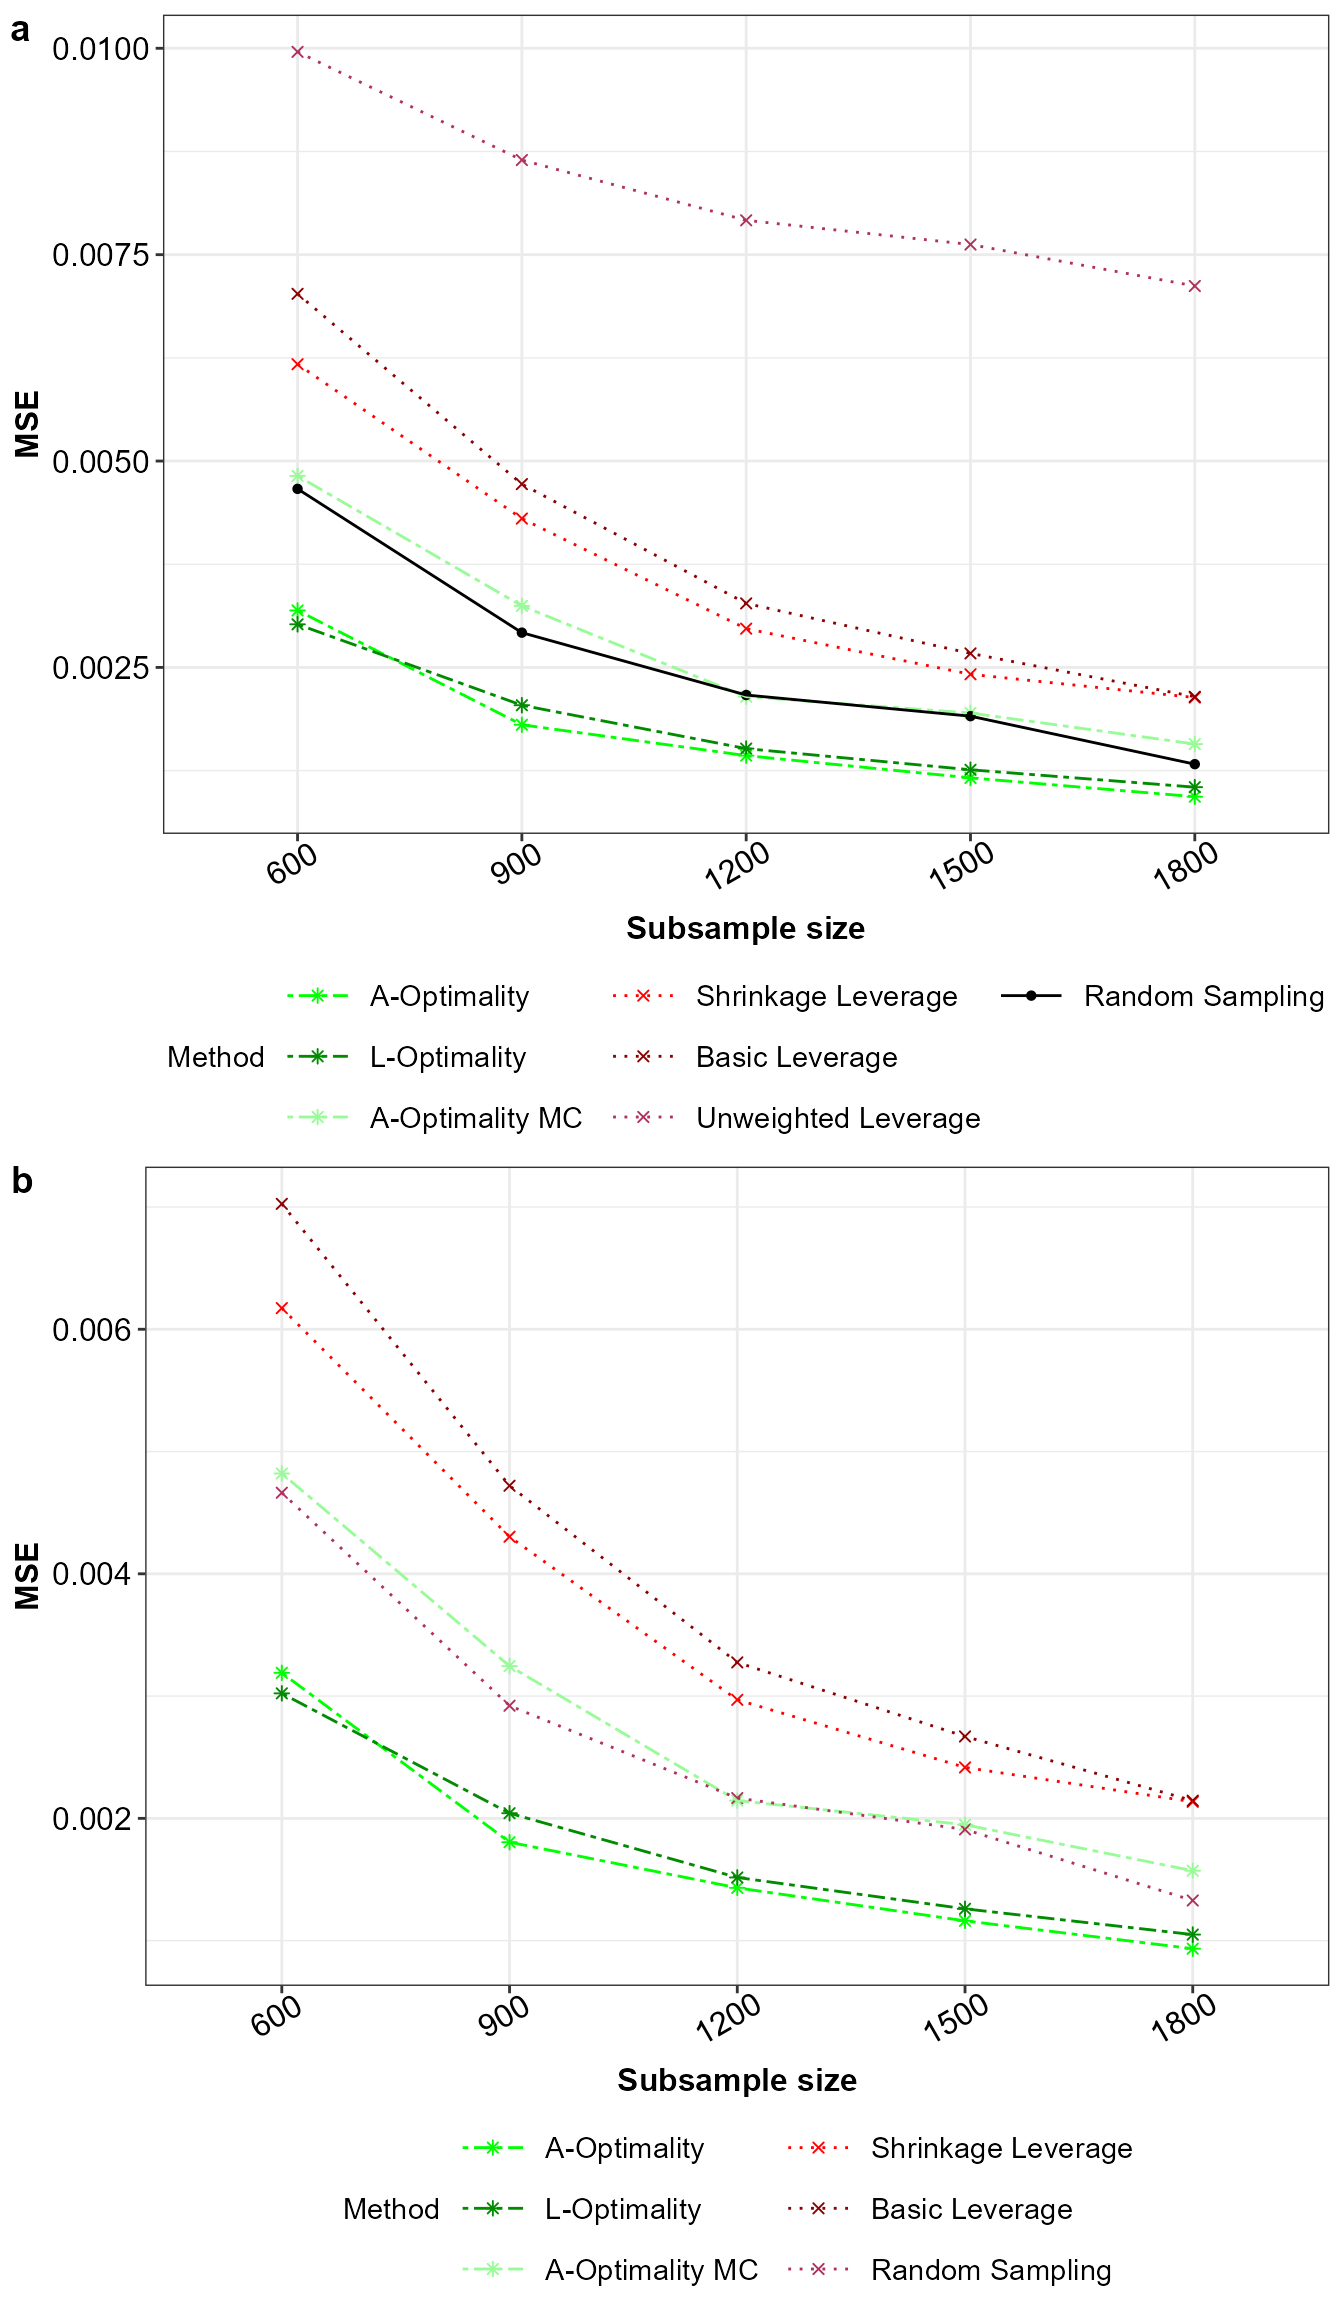 a
0.0100
0.0075
0.0050
0.0025
MSE
600 900 1200 1500 1800
Subsample size
Method
A-Optimality Shrinkage Leverage Random Sampling
L-Optimality Basic Leverage
A-Optimality MC Unweighted Leverage
b
0.006
0.004
0.002
MSE
600 900 1200 1500 1800
Subsample size
Method
A-Optimality Shrinkage Leverage
L-Optimality Basic Leverage
A-Optimality MC Random Sampling